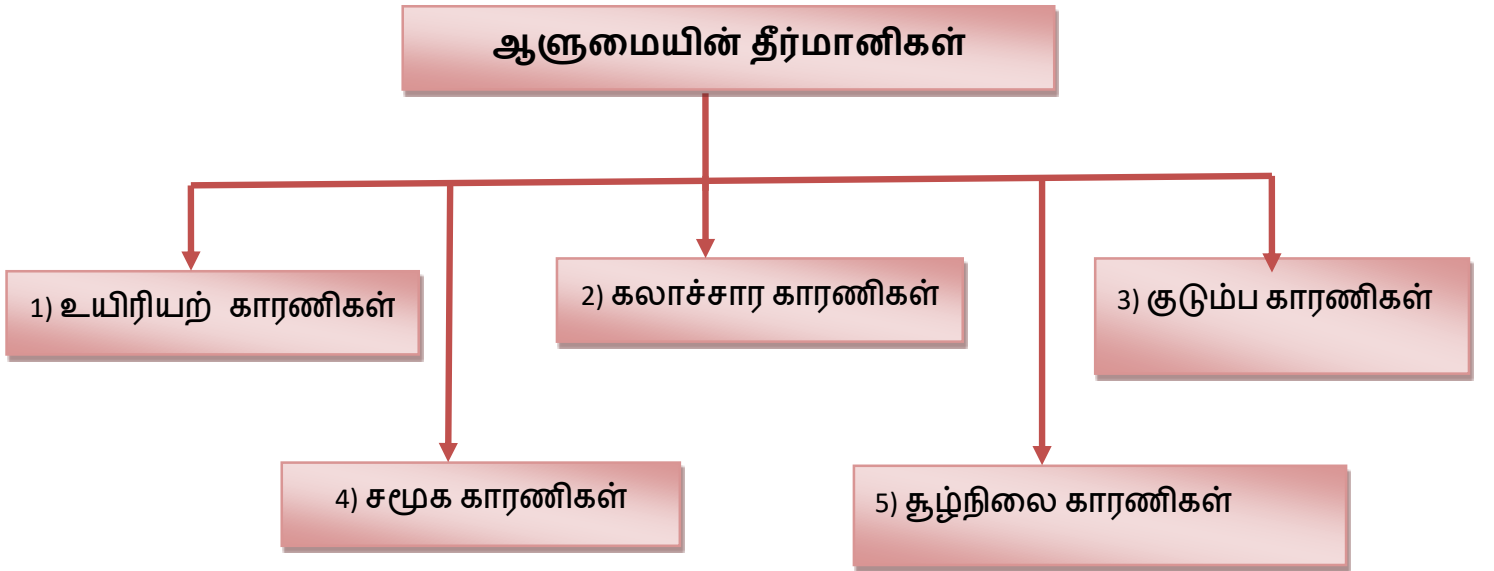 ஆளுமையின் தீர்மானிகள்
1) உயிரியற் காரணிகள்
2) கலாச்சார காரணிகள்
3) குடும்ப காரணிகள்
4) சமூக காரணிகள்
5) சூழ்நிலை காரணிகள்